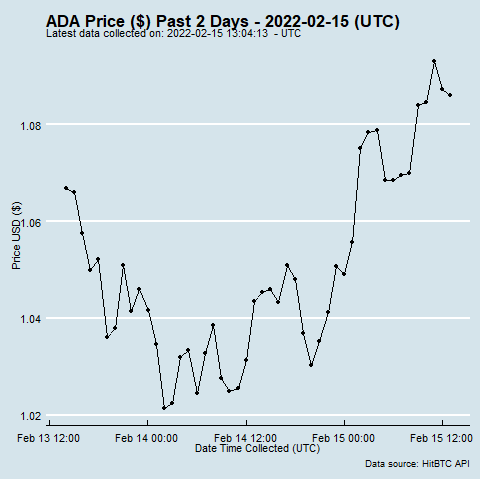 ADA Price ($) Past 2 Days - 2022-02-15 (UTC)
Latest data collected on: 2022-02-15 13:04:13 - UTC
Price USD ($)
1.08
1.06
1.04
1.02
Feb 13 12:00 Feb 14 00:00 Feb 14 12:00 Feb 15 00:00 Feb 15 12:00
Date Time Collected (UTC)
Data source: HitBTC API